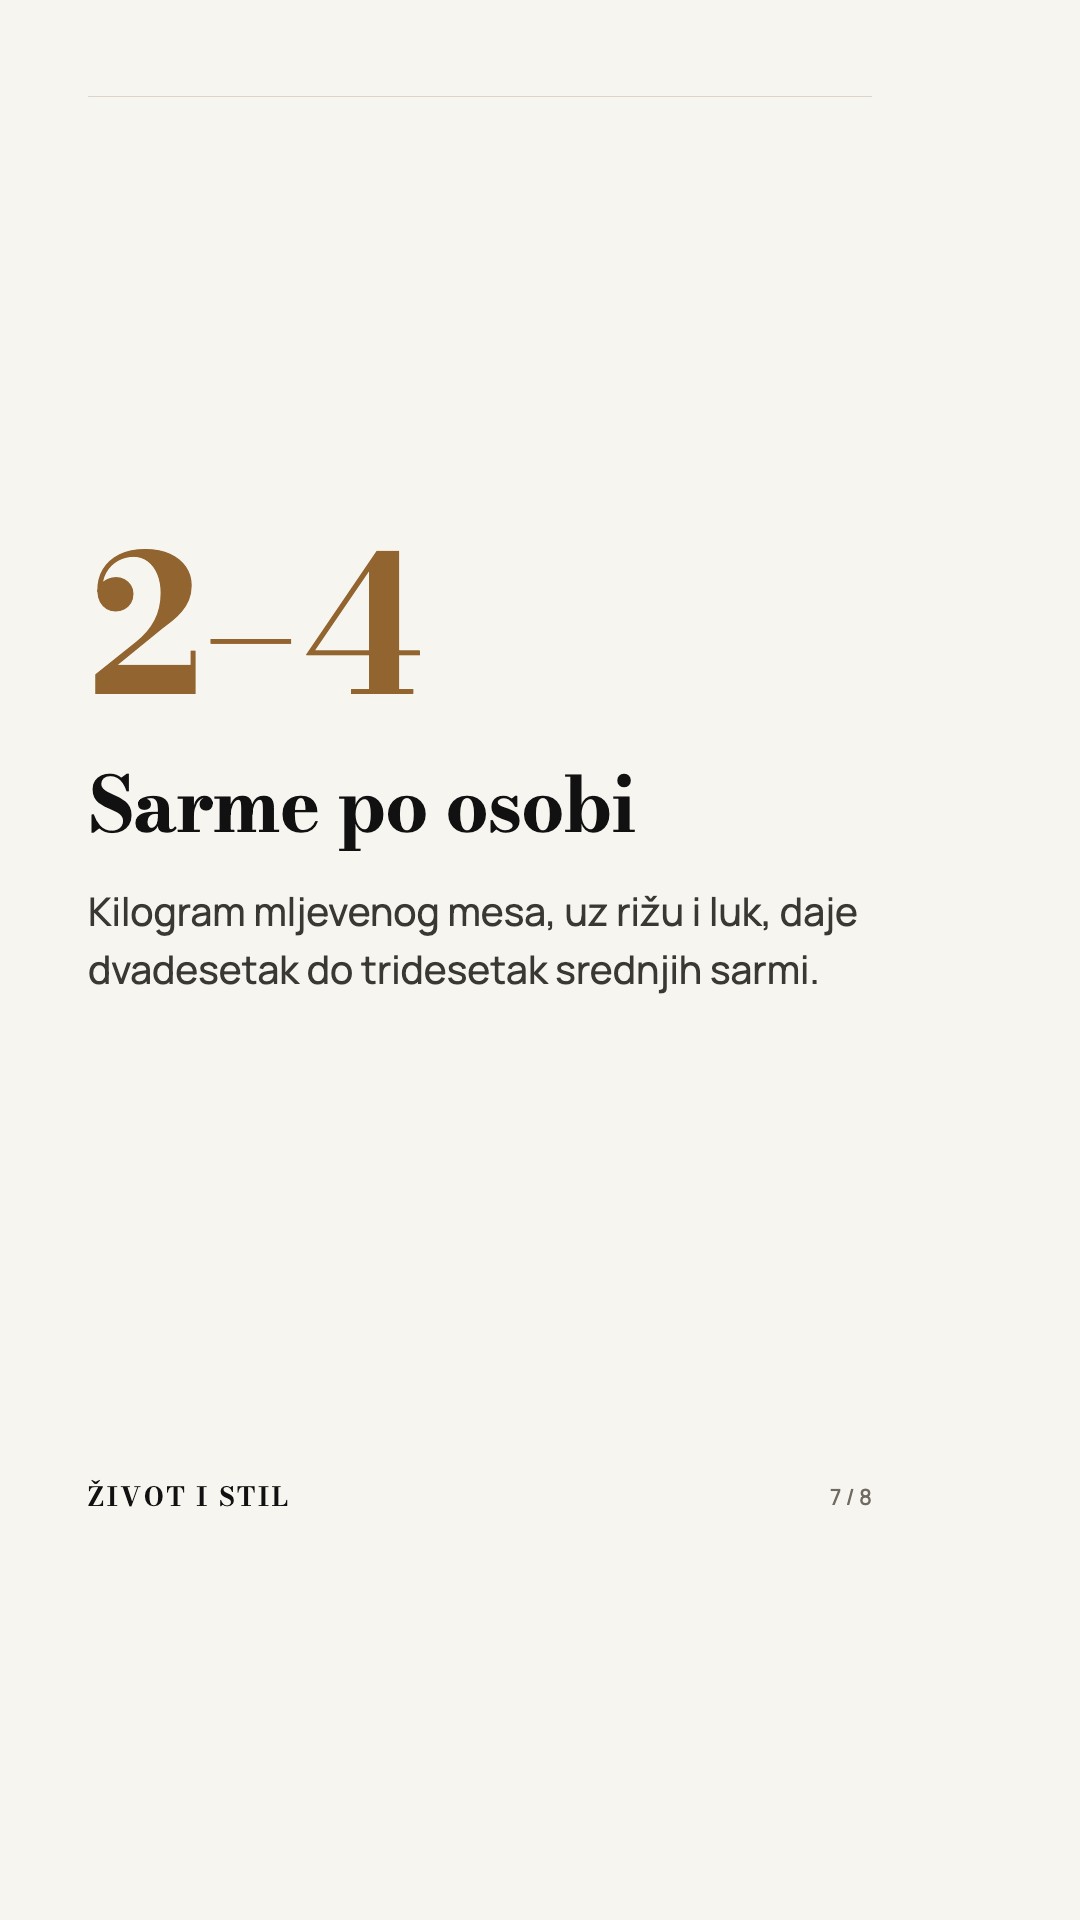 2–4
Sarme po osobi
Kilogram mljevenog mesa, uz rižu i luk, daje
dvadesetak do tridesetak srednjih sarmi.
ŽIVOT I STIL
7 / 8